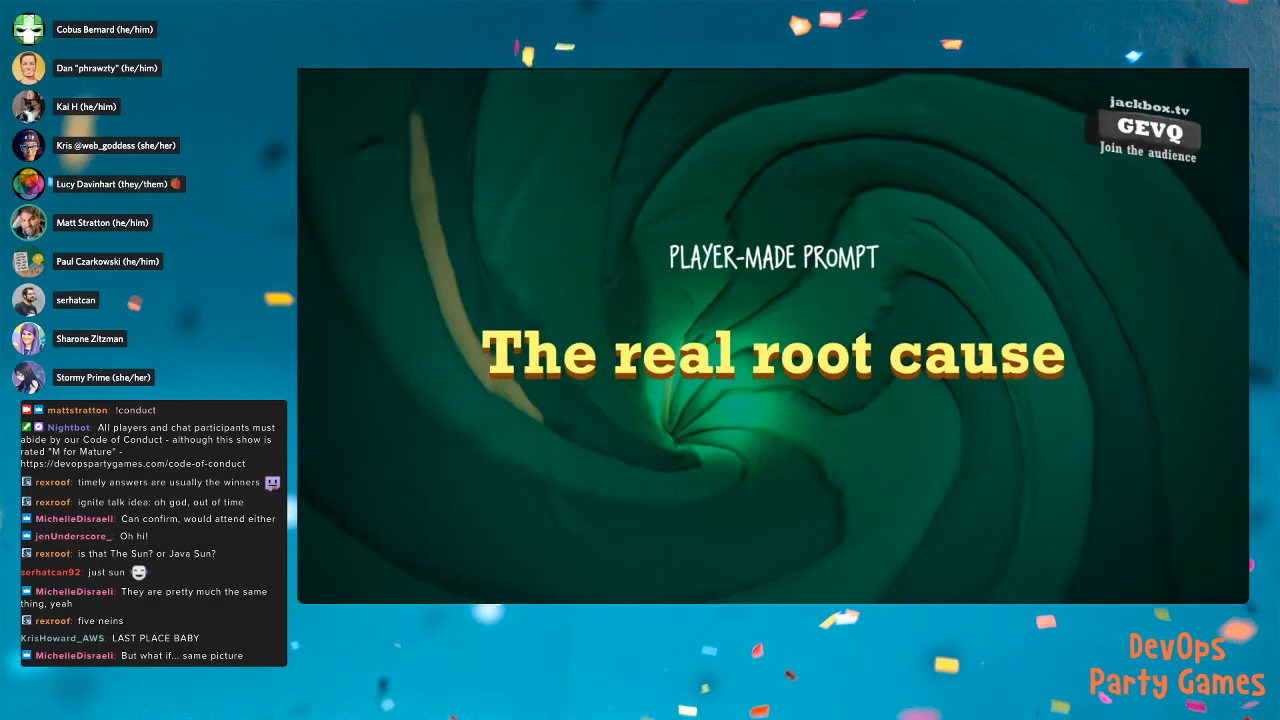 Cobus Bernard (he/him)
Dan "phrawzty" (he/him)
Kai H (he/him)
Kris @web_goddess (she/her)
Lucy Davinhart (they/them) 🍓
Matt Stratton (he/him)
Paul Czarkowski (he/him)
serhatcan
Sharone Zitzman
Stormy Prime (she/her)
mattstratton: !conduct
Nightbot: All players and chat participants must
abide by our Code of Conduct - although this show is
rated "M for Mature" -
https://devopspartygames.com/code-of-conduct
rexroof: timely answers are usually the winners
rexroof: ignite talk idea: oh god, out of time
MichelleDisraeli: Can confirm, would attend either
jenUnderscore_: Oh hi!
rexroof: is that The Sun? or Java Sun?
serhatcan92: just sun
MichelleDisraeli: They are pretty much the same
thing, yeah
rexroof: five neins
KrisHoward_AWS: LAST PLACE BABY
MichelleDisraeli: But what if... same picture
jackbox.tv
GEVQ
Join the audience
PLAYER-MADE PROMPT
The real root cause
DevOps
Party Games